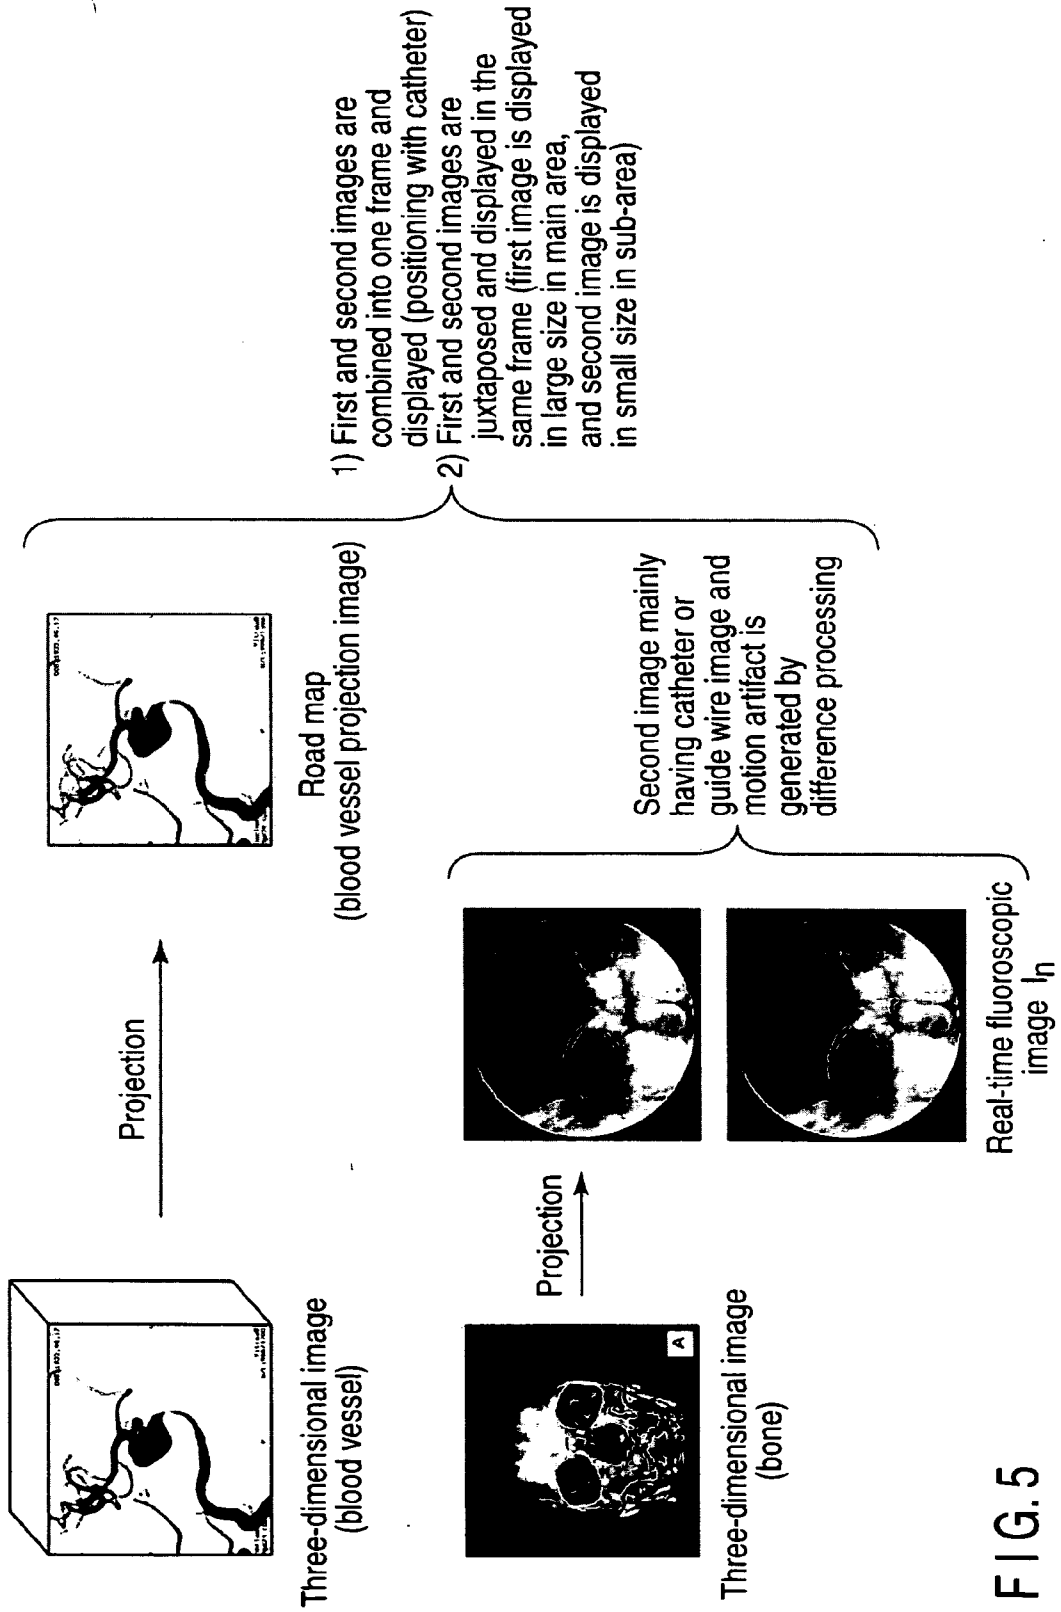 Three-dimensional image
(blood vessel)
Projection
Road map
(blood vessel projection image)
1) First and second images are
combined into one frame and
displayed (positioning with catheter)
2) First and second images are
juxtaposed and displayed in the
same frame (first image is displayed
in large size in main area,
and second image is displayed
in small size in sub-area)
A
Three-dimensional image
(bone)
Projection
Real-time fluoroscopic
image In
Second image mainly
having catheter or
guide wire image and
motion artifact is
generated by
difference processing
FIG. 5